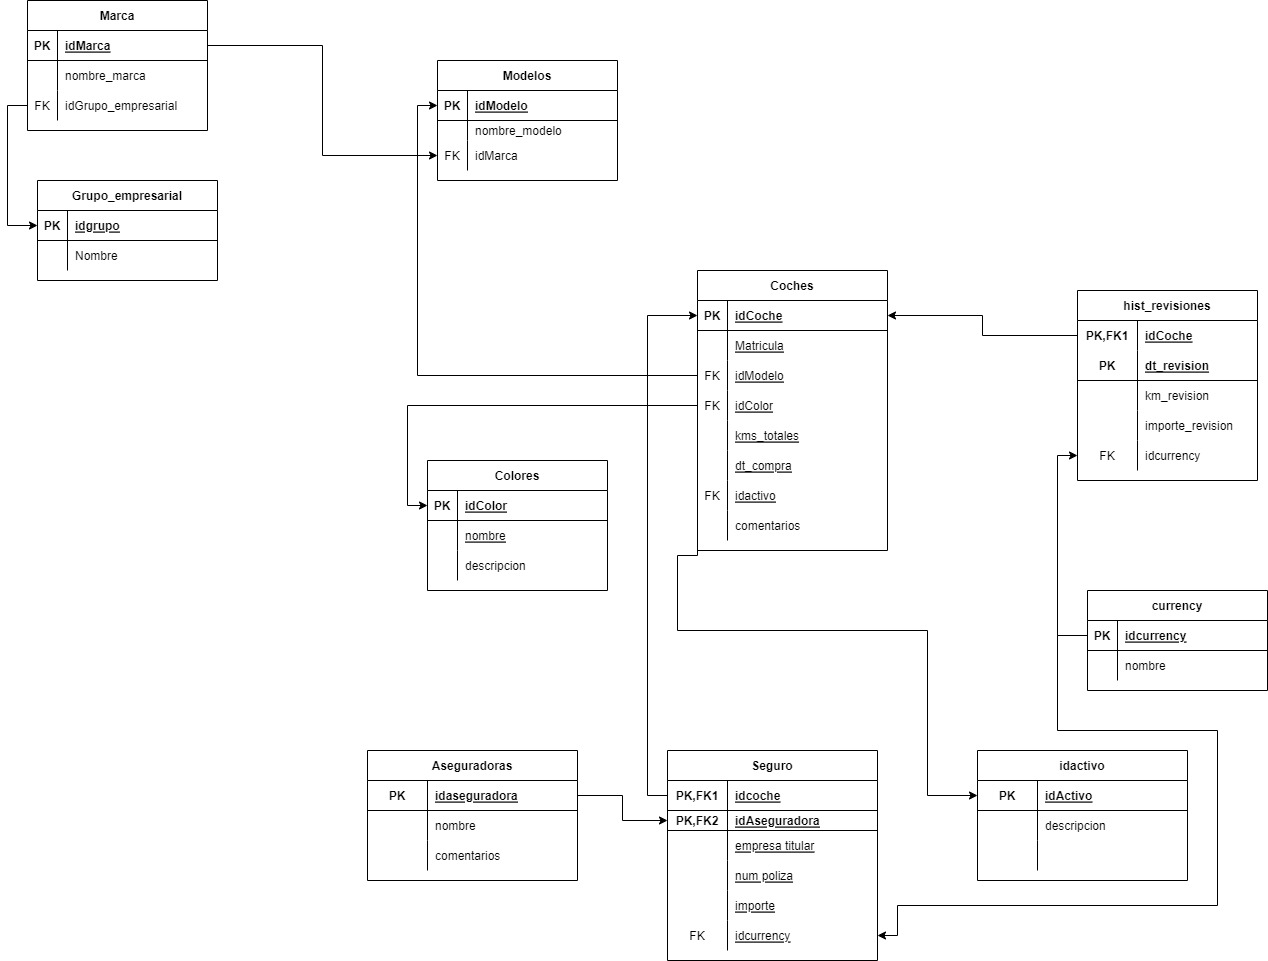 Marca
PK idMarca
nombre_marca
FK idGrupo_empresarial
Modelos
PK idModelo
nombre_modelo
FK idMarca
Grupo_empresarial
PK idgrupo
Nombre
Coches
PK idCoche
Matricula
FK idModelo
FK idColor
kms_totales
dt_compra
FK idactivo
comentarios
hist_revisiones
PK,FK1 idCoche
PK dt_revision
km_revision
importe_revision
FK idcurrency
Colores
PK idColor
nombre
descripcion
currency
PK idcurrency
nombre
Aseguradoras
PK idaseguradora
nombre
comentarios
Seguro
PK,FK1 idcoche
PK,FK2 idAseguradora
empresa titular
num poliza
importe
FK idcurrency
idactivo
PK idActivo
descripcion